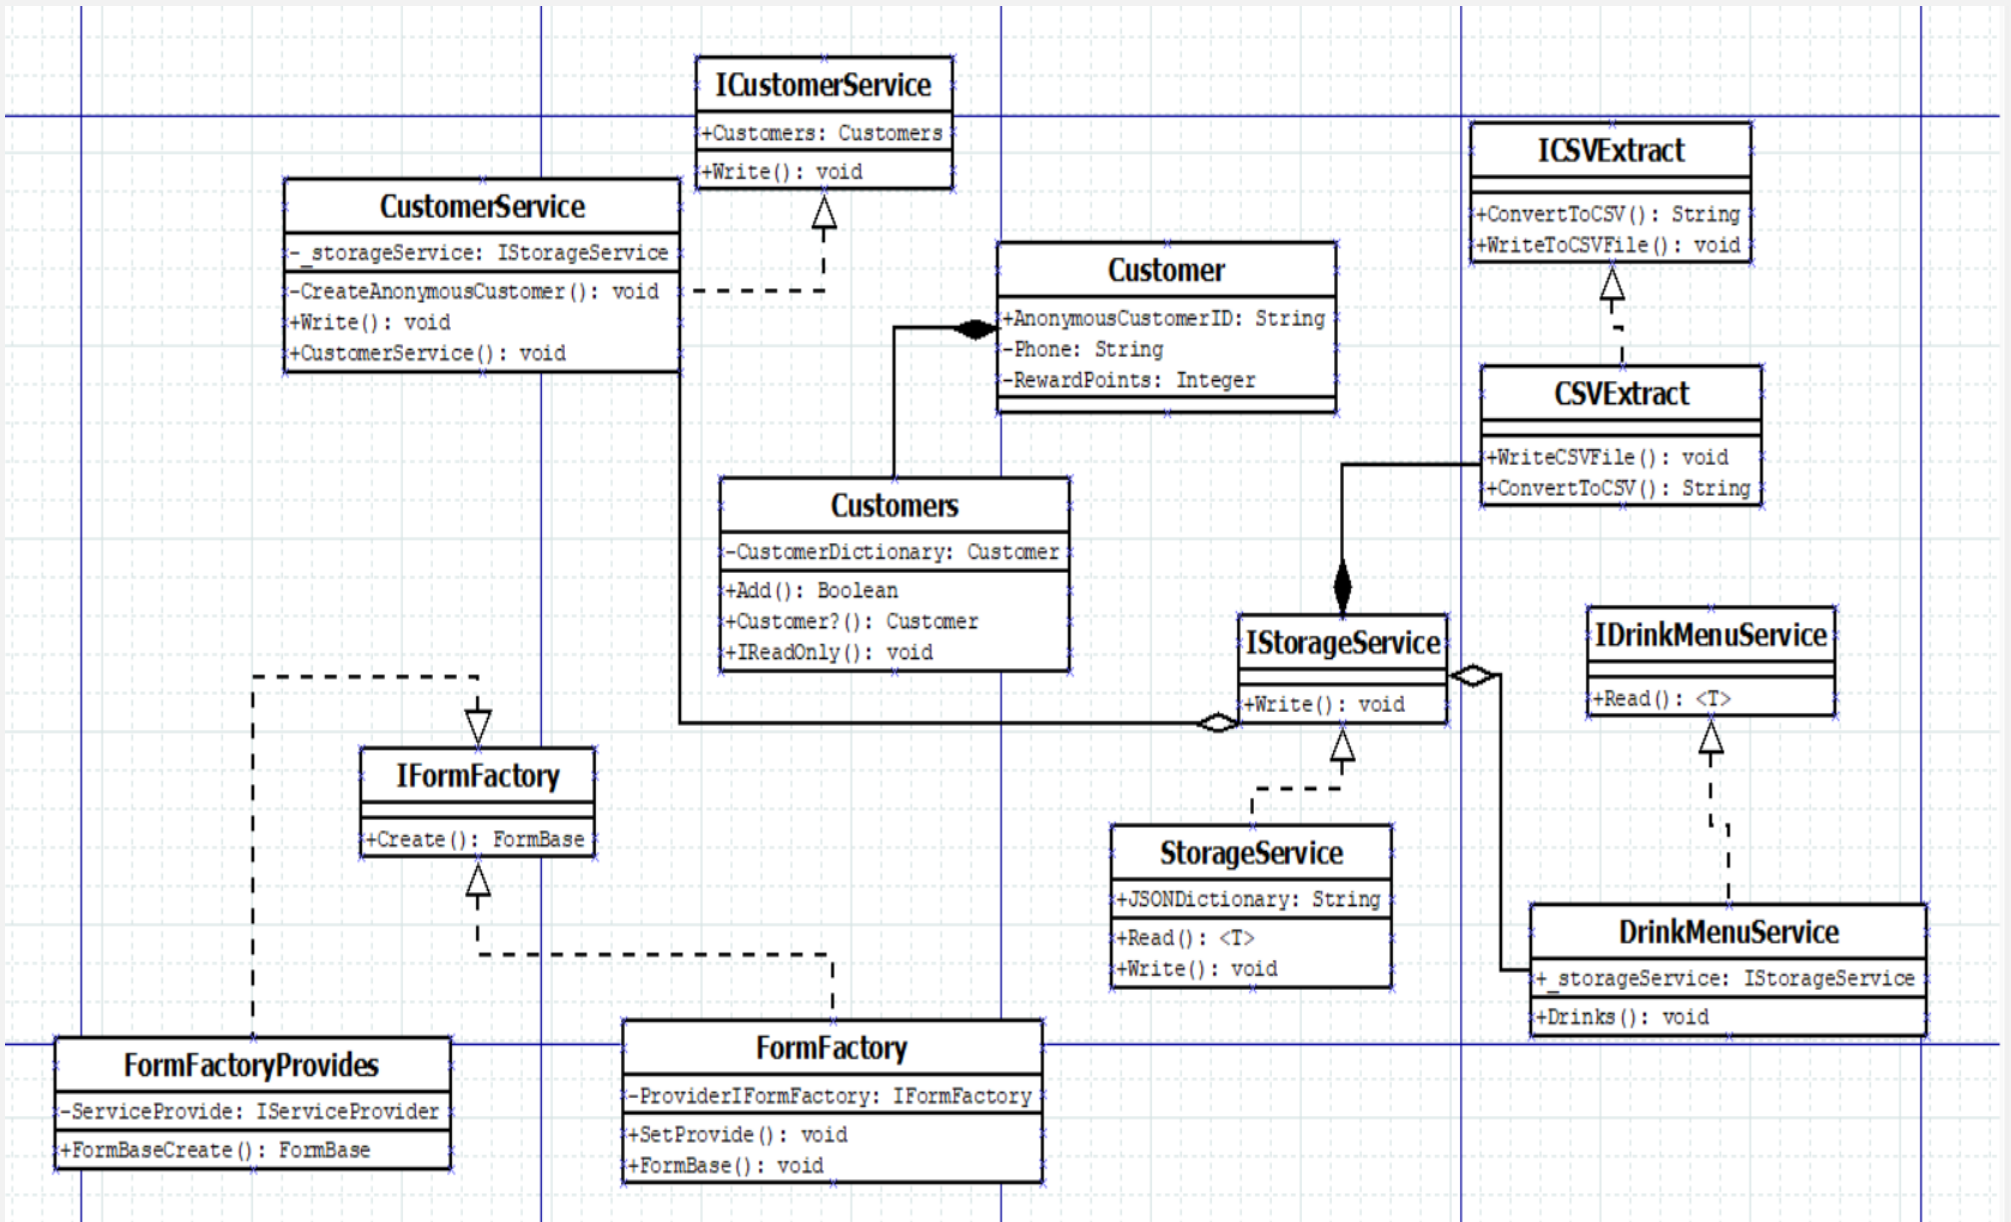 ICustomerService
+Customers: Customers
+Write(): void
CustomerService
-_storageService: IStorageService
-CreateAnonymousCustomer(): void
+Write(): void
+CustomerService(): void
ICSVExtract
+ConvertToCSV(): String
+WriteToCSVFile(): void
Customer
+AnonymousCustomerID: String
-Phone: String
-RewardPoints: Integer
CSVExtract
+WriteCSVFile(): void
+ConvertToCSV(): String
Customers
-CustomerDictionary: Customer
+Add(): Boolean
+Customer?(): Customer
+IReadOnly(): void
IStorageService
+Write(): void
IDrinkMenuService
+Read(): <T>
IFormFactory
+Create(): FormBase
StorageService
+JSONDictionary: String
+Read(): <T>
+Write(): void
DrinkMenuService
+_storageService: IStorageService
+Drinks(): void
FormFactoryProvides
-ServiceProvide: IServiceProvider
+FormBaseCreate(): FormBase
FormFactory
-ProviderIFormFactory: IFormFactory
+SetProvide(): void
+FormBase(): void